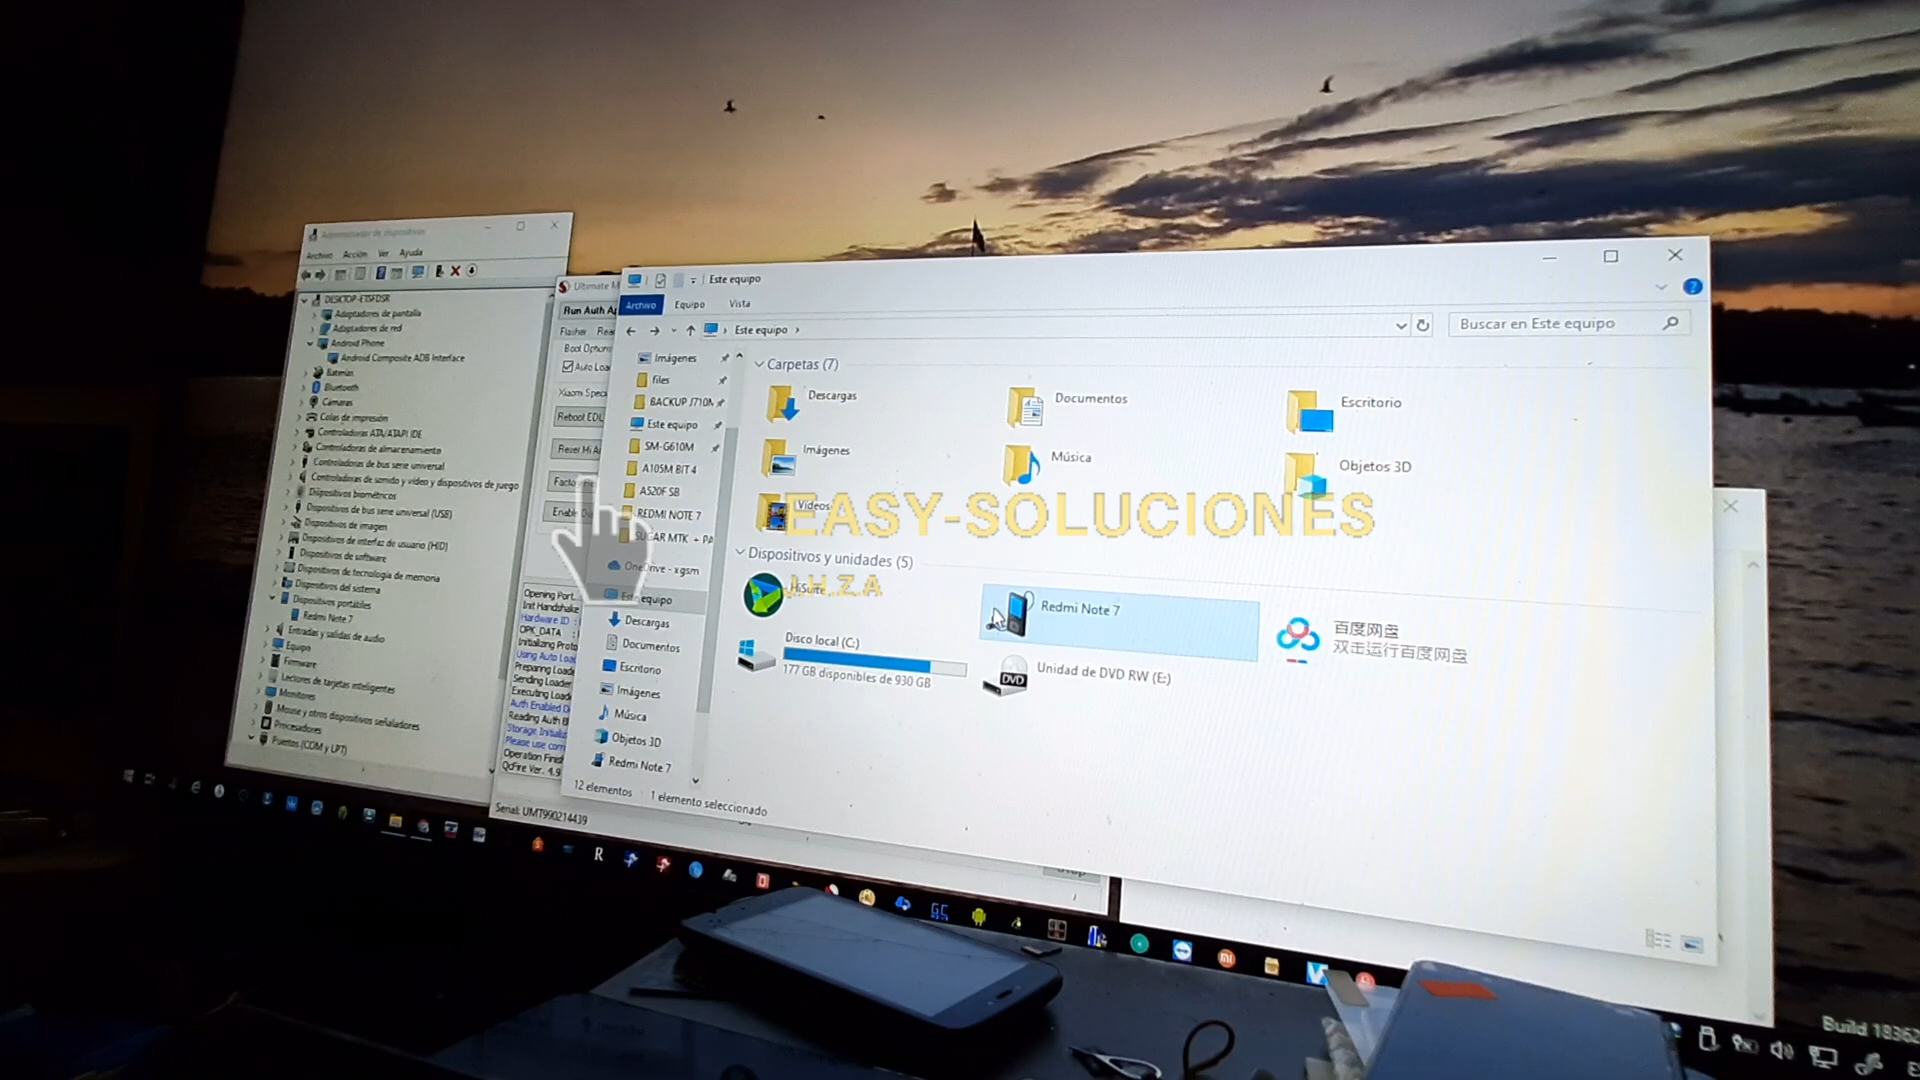 Administrador de dispositivos
Archivo Acción Ver Ayuda
DESKTOP-ETSFDSR
Adaptadores de pantalla
Adaptadores de red
Android Phone
Android Composite ADB Interface
Baterías
Bluetooth
Cámaras
Colas de impresión
Controladoras ATA/ATAPI IDE
Controladoras de almacenamiento
Controladoras de bus serie universal
Controladoras de sonido y vídeo y dispositivos de juego
Dispositivos biométricos
Dispositivos de bus serie universal (USB)
Dispositivos de imagen
Dispositivos de interfaz de usuario (HID)
Dispositivos de software
Dispositivos de tecnología de memoria
Dispositivos del sistema
Dispositivos portátiles
Redmi Note 7
Entradas y salidas de audio
Equipo
Firmware
Lectores de tarjetas inteligentes
Monitores
Mouse y otros dispositivos señaladores
Procesadores
Puertos (COM y LPT)
Ultimate M
Run Auth Ap
Flasher Rea
Boot Options
Auto Loa
Xiaomi Speci
Reboot EDL
Reset Mi A
Opening Port.
Init Handshake
Hardware ID :
OPK_DATA :
Initializing Proto
Using Auto Load
Preparing Loade
Sending Loader
Executing Loade
Auth Enabled D
Reading Auth B
Storage Initializ
Please use corr
Operation Finis
QcFire Ver. 4.9
Serial: UMT990214439
Este equipo
Archivo Equipo Vista
Este equipo
Buscar en Este equipo
Imágenes
files
BACKUP J710M
Este equipo
SM-G610M
A105M BIT 4
A520F SB
REDMI NOTE 7
SUGAR MTK + PA
OneDrive - xgsm
Este equipo
Descargas
Documentos
Escritorio
Imágenes
Música
Objetos 3D
Redmi Note 7
Carpetas (7)
Descargas
Documentos
Escritorio
Imágenes
Música
Objetos 3D
Vídeos
EASY-SOLUCIONES
Dispositivos y unidades (5)
HiSuite
J.H.Z.A
Redmi Note 7
百度网盘
双击运行百度网盘
Disco local (C:)
177 GB disponibles de 930 GB
DVD
Unidad de DVD RW (E:)
12 elementos 1 elemento seleccionado
Stop
Build 18362